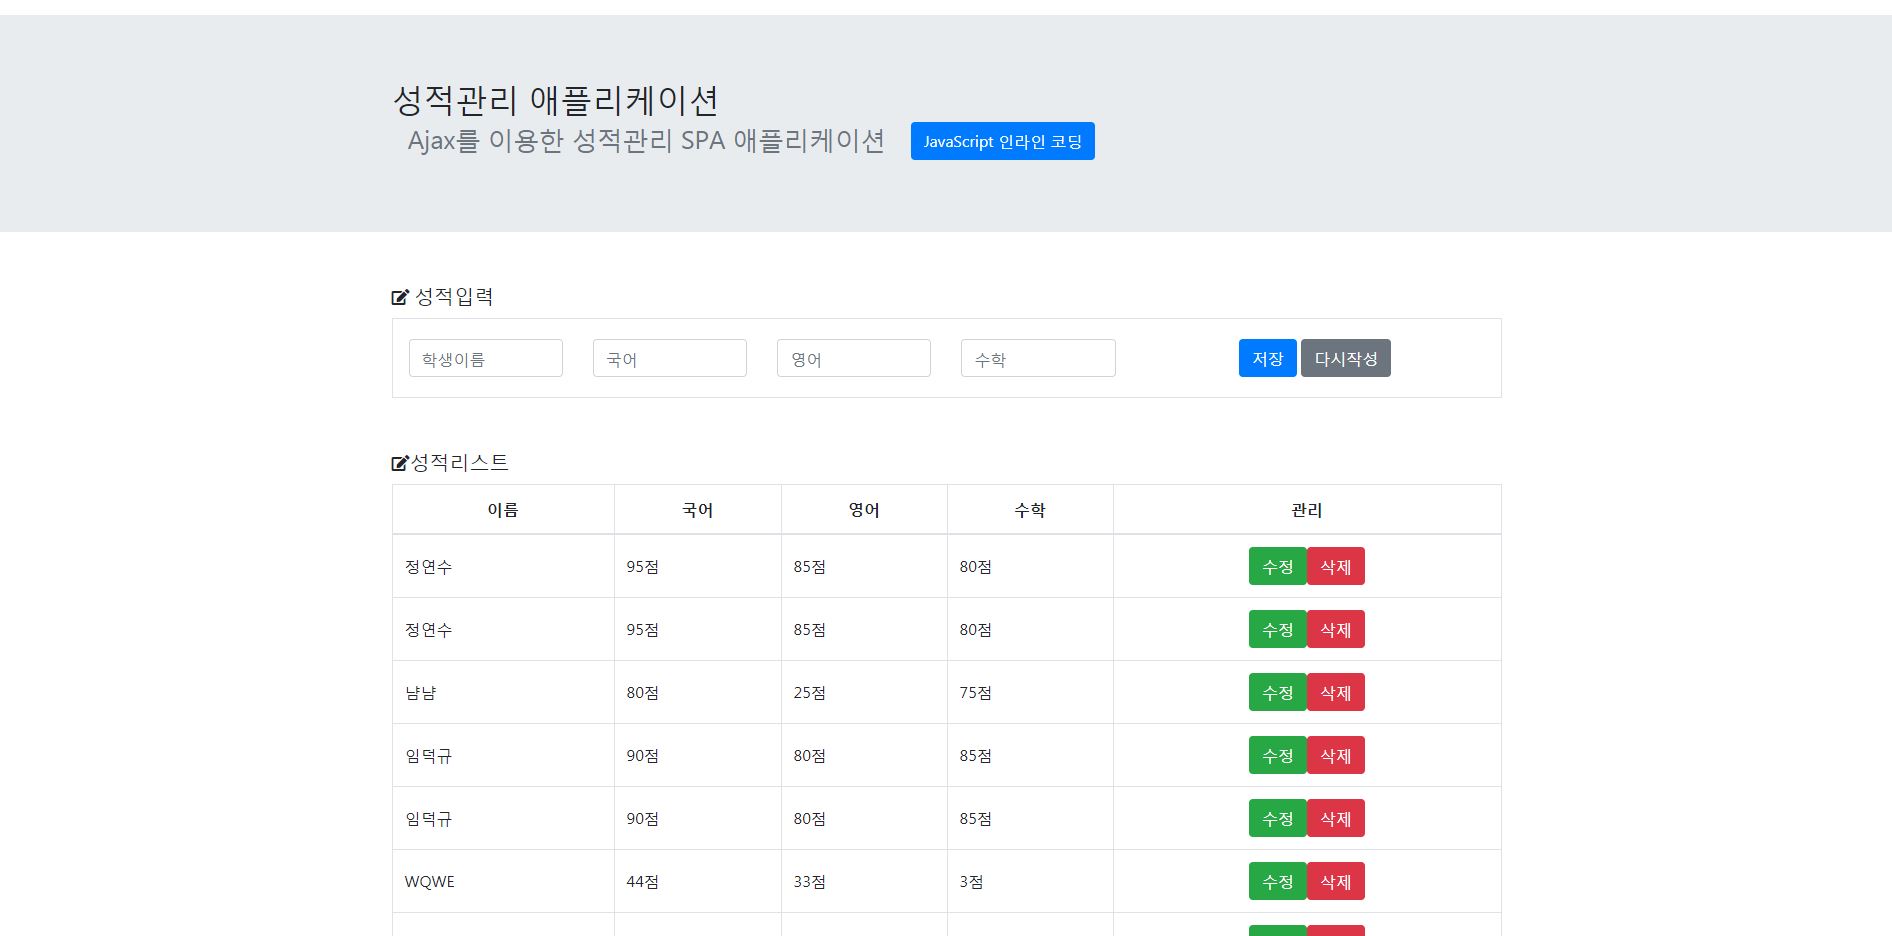 성적관리 애플리케이션
Ajax를 이용한 성적관리 SPA 애플리케이션 JavaScript 인라인 코딩
성적입력
학생이름 국어 영어 수학 저장 다시작성
성적리스트
이름 국어 영어 수학 관리
정연수 95점 85점 80점 수정 삭제
정연수 95점 85점 80점 수정 삭제
냠냠 80점 25점 75점 수정 삭제
임덕규 90점 80점 85점 수정 삭제
임덕규 90점 80점 85점 수정 삭제
WQWE 44점 33점 3점 수정 삭제